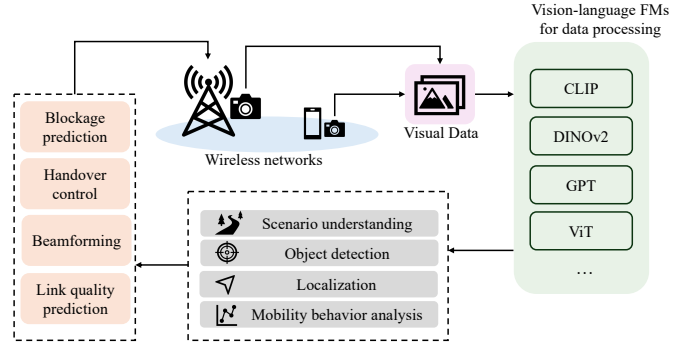 Vision-language FMs
for data processing
CLIP
DINOv2
GPT
ViT
...
Visual Data
Wireless networks
Blockage
prediction
Handover
control
Beamforming
Link quality
prediction
Scenario understanding
Object detection
Localization
Mobility behavior analysis